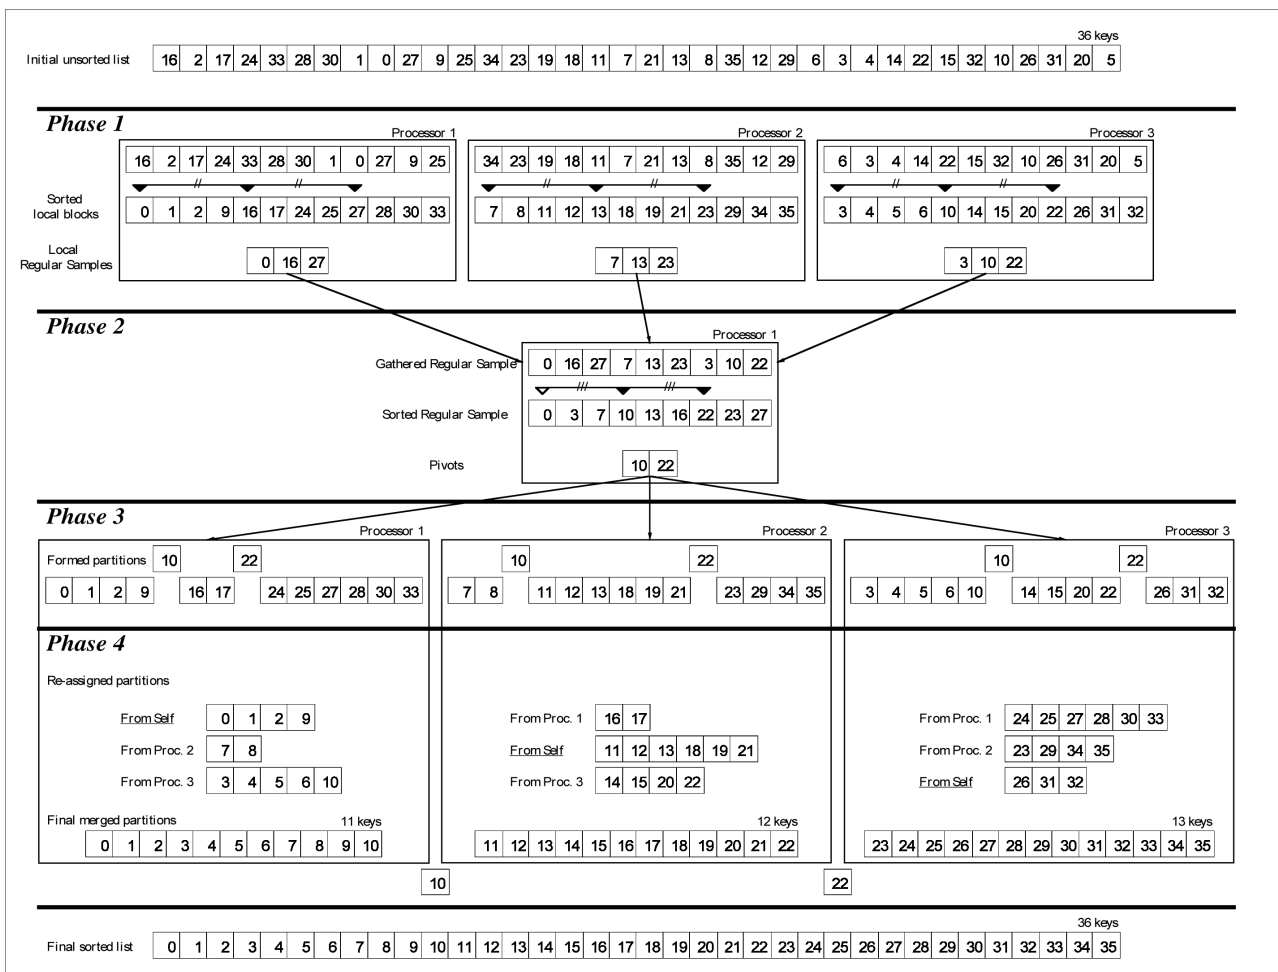 36 keys
Initial unsorted list 16 2 17 24 33 28 30 1 0 27 9 25 34 23 19 18 11 7 21 13 8 35 12 29 6 3 4 14 22 15 32 10 26 31 20 5
Phase 1
Processor 1 Processor 2 Processor 3
16 2 17 24 33 28 30 1 0 27 9 25 34 23 19 18 11 7 21 13 8 35 12 29 6 3 4 14 22 15 32 10 26 31 20 5
Sorted
local blocks
0 1 2 9 16 17 24 25 27 28 30 33 7 8 11 12 13 18 19 21 23 29 34 35 3 4 5 6 10 14 15 20 22 26 31 32
Local
Regular Samples
0 16 27 7 13 23 3 10 22
Phase 2
Processor 1
Gathered Regular Sample 0 16 27 7 13 23 3 10 22
Sorted Regular Sample 0 3 7 10 13 16 22 23 27
Pivots 10 22
Phase 3
Processor 1 Processor 2 Processor 3
Formed partitions 10 22 10 22 10 22
0 1 2 9 16 17 24 25 27 28 30 33 7 8 11 12 13 18 19 21 23 29 34 35 3 4 5 6 10 14 15 20 22 26 31 32
Phase 4
Re-assigned partitions
From Self 0 1 2 9 From Proc. 1 16 17 From Proc. 1 24 25 27 28 30 33
From Proc. 2 7 8 From Self 11 12 13 18 19 21 From Proc. 2 23 29 34 35
From Proc. 3 3 4 5 6 10 From Proc. 3 14 15 20 22 From Self 26 31 32
Final merged partitions 11 keys 12 keys 13 keys
0 1 2 3 4 5 6 7 8 9 10 11 12 13 14 15 16 17 18 19 20 21 22 23 24 25 26 27 28 29 30 31 32 33 34 35
10 22
36 keys
Final sorted list 0 1 2 3 4 5 6 7 8 9 10 11 12 13 14 15 16 17 18 19 20 21 22 23 24 25 26 27 28 29 30 31 32 33 34 35